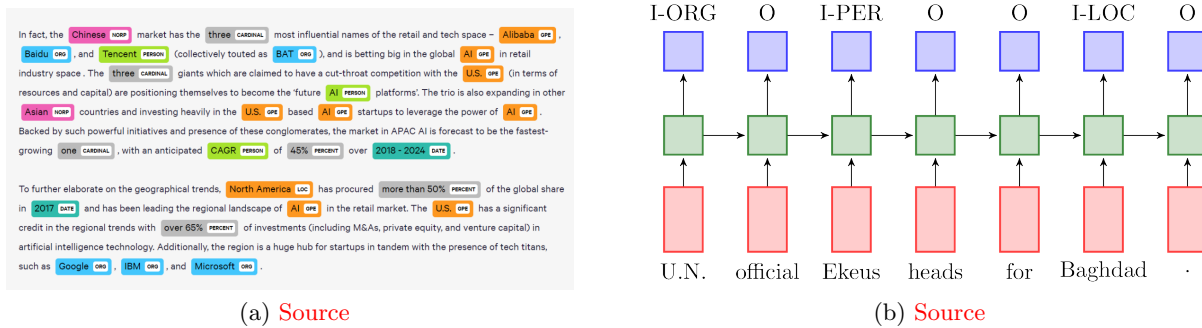 In fact, the Chinese NORP market has the three CARDINAL most influential names of the retail and tech space – Alibaba GPE ,
Baidu ORG , and Tencent PERSON (collectively touted as BAT ORG ), and is betting big in the global AI GPE in retail
industry space . The three CARDINAL giants which are claimed to have a cut-throat competition with the U.S. GPE (in terms of
resources and capital) are positioning themselves to become the ‘future AI PERSON platforms’. The trio is also expanding in other
Asian NORP countries and investing heavily in the U.S. GPE based AI GPE startups to leverage the power of AI GPE .
Backed by such powerful initiatives and presence of these conglomerates, the market in APAC AI is forecast to be the fastest-
growing one CARDINAL , with an anticipated CAGR PERSON of 45% PERCENT over 2018 - 2024 DATE .
To further elaborate on the geographical trends, North America LOC has procured more than 50% PERCENT of the global share
in 2017 DATE and has been leading the regional landscape of AI GPE in the retail market. The U.S. GPE has a significant
credit in the regional trends with over 65% PERCENT of investments (including M&As, private equity, and venture capital) in
artificial intelligence technology. Additionally, the region is a huge hub for startups in tandem with the presence of tech titans,
such as Google ORG , IBM ORG , and Microsoft ORG .
(a) Source
I-ORG O I-PER O O I-LOC O
U.N. official Ekeus heads for Baghdad .
(b) Source